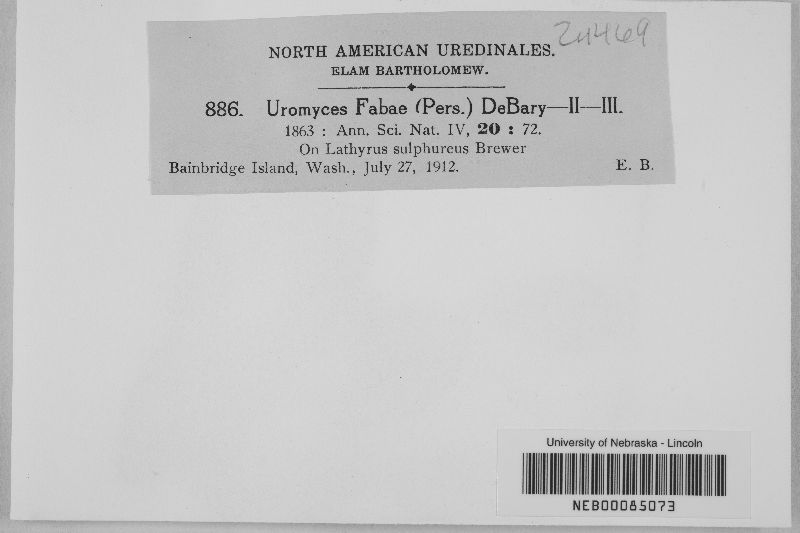 24469
NORTH AMERICAN UREDINALES.
ELAM BARTHOLOMEW.
886. Uromyces Fabae (Pers.) DeBary—II—III.
1863 : Ann. Sci. Nat. IV, 20 : 72.
On Lathyrus sulphureus Brewer
Bainbridge Island, Wash., July 27, 1912. E. B.
University of Nebraska - Lincoln
NEB00085073